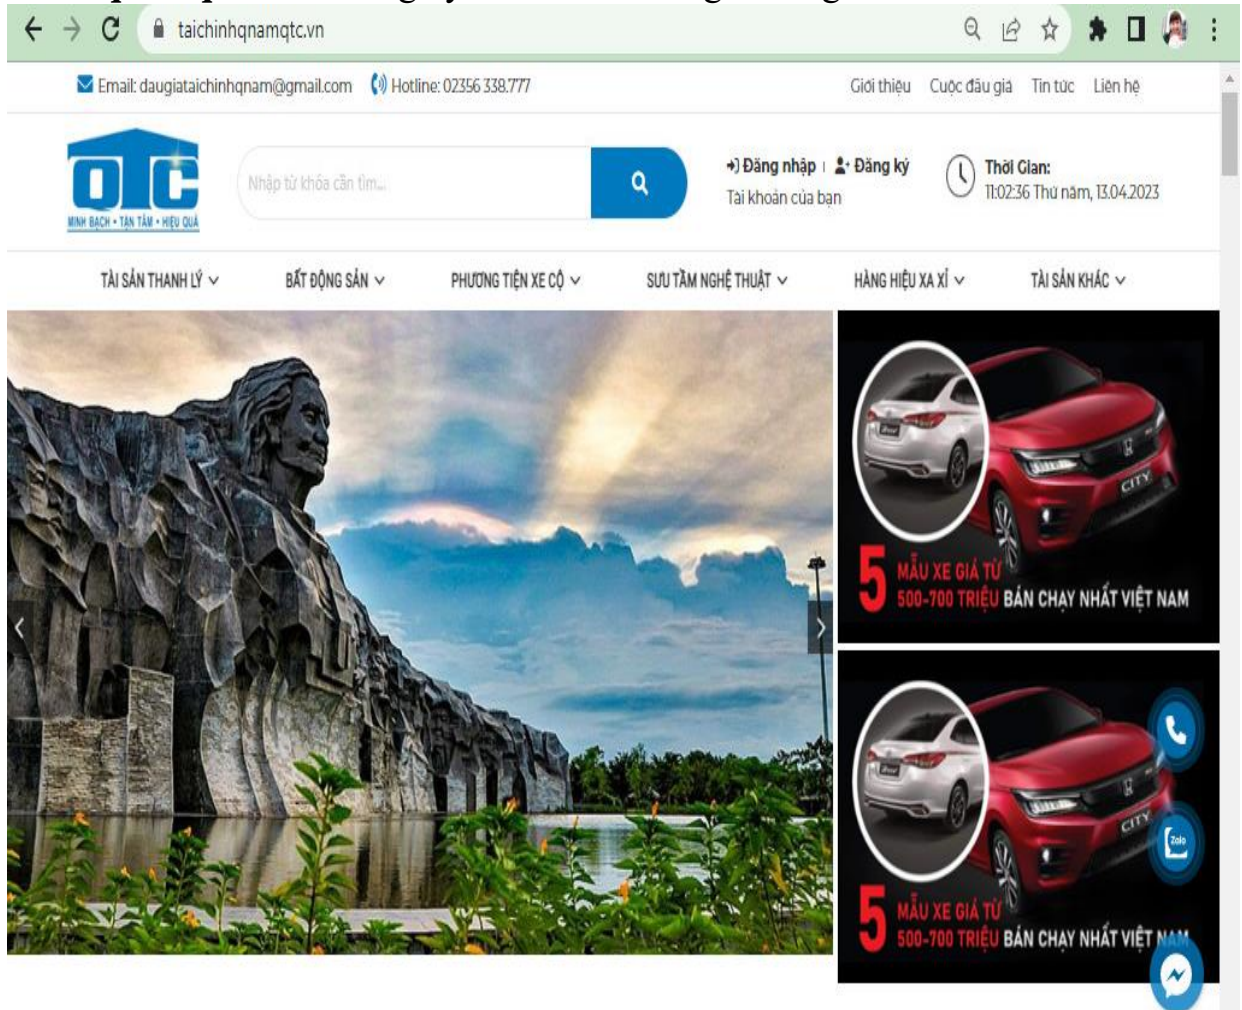 taichinhqnamqtc.vn
Email: daugiataichinhqnam@gmail.com Hotline: 02356 338.777 Giới thiệu Cuộc đấu giá Tin tức Liên hệ
QTC
MINH BẠCH • TẬN TÂM • HIỆU QUẢ
Nhập từ khóa cần tìm...
Đăng nhập Đăng ký
Tài khoản của bạn
Thời Gian:
11:02:36 Thứ năm, 13.04.2023
TÀI SẢN THANH LÝ BẤT ĐỘNG SẢN PHƯƠNG TIỆN XE CỘ SƯU TẦM NGHỆ THUẬT HÀNG HIỆU XA XỈ TÀI SẢN KHÁC
CITY
5 MẪU XE GIÁ TỪ
500-700 TRIỆU BÁN CHẠY NHẤT VIỆT NAM
CITY
Zalo
5 MẪU XE GIÁ TỪ
500-700 TRIỆU BÁN CHẠY NHẤT VIỆT NAM